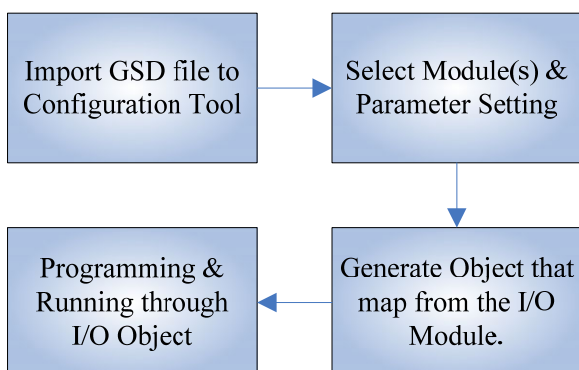 Import GSD file to
Configuration Tool
Select Module(s) &
Parameter Setting
Generate Object that
map from the I/O
Module.
Programming &
Running through
I/O Object